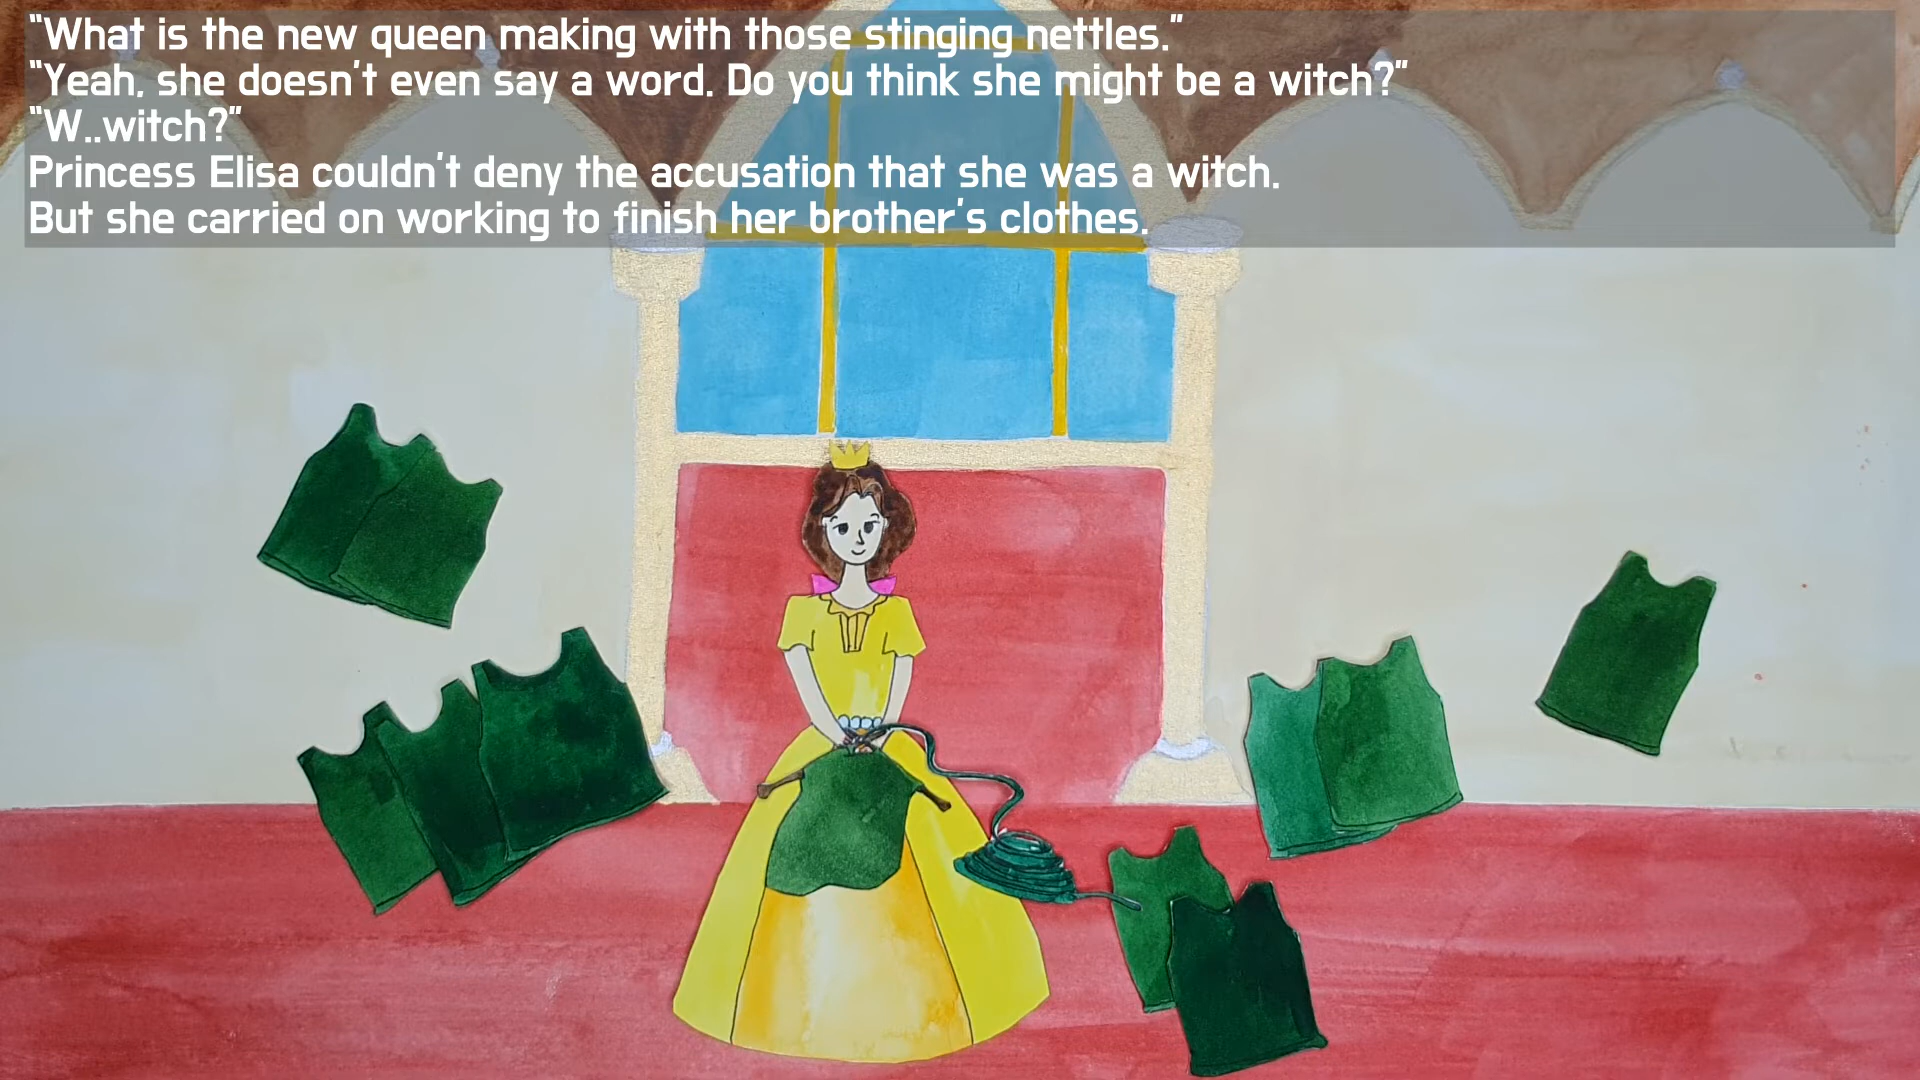 "What is the new queen making with those stinging nettles."
"Yeah, she doesn't even say a word. Do you think she might be a witch?"
"W..witch?"
Princess Elisa couldn't deny the accusation that she was a witch.
But she carried on working to finish her brother's clothes.